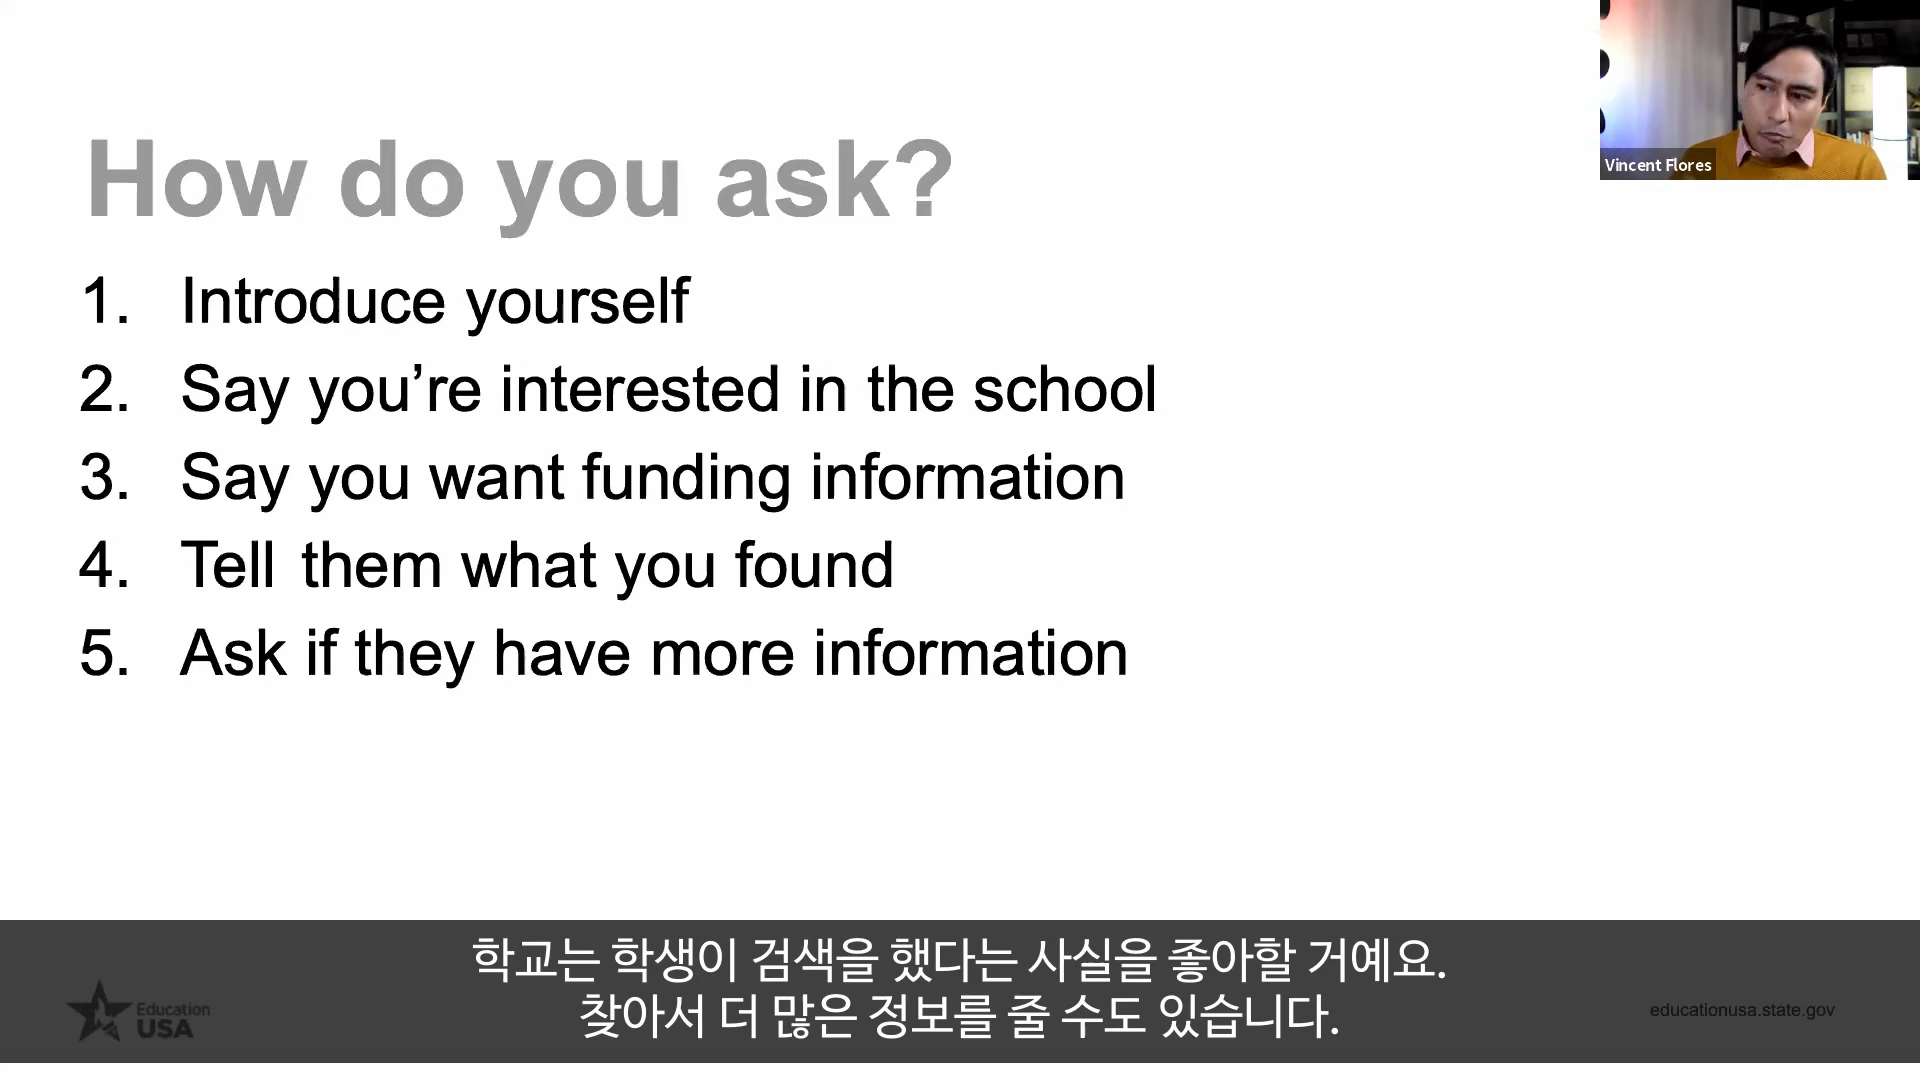 How do you ask?
1. Introduce yourself
2. Say you’re interested in the school
3. Say you want funding information
4. Tell them what you found
5. Ask if they have more information
Vincent Flores
학교는 학생이 검색을 했다는 사실을 좋아할 거예요.
찾아서 더 많은 정보를 줄 수도 있습니다.
Education
USA
educationusa.state.gov